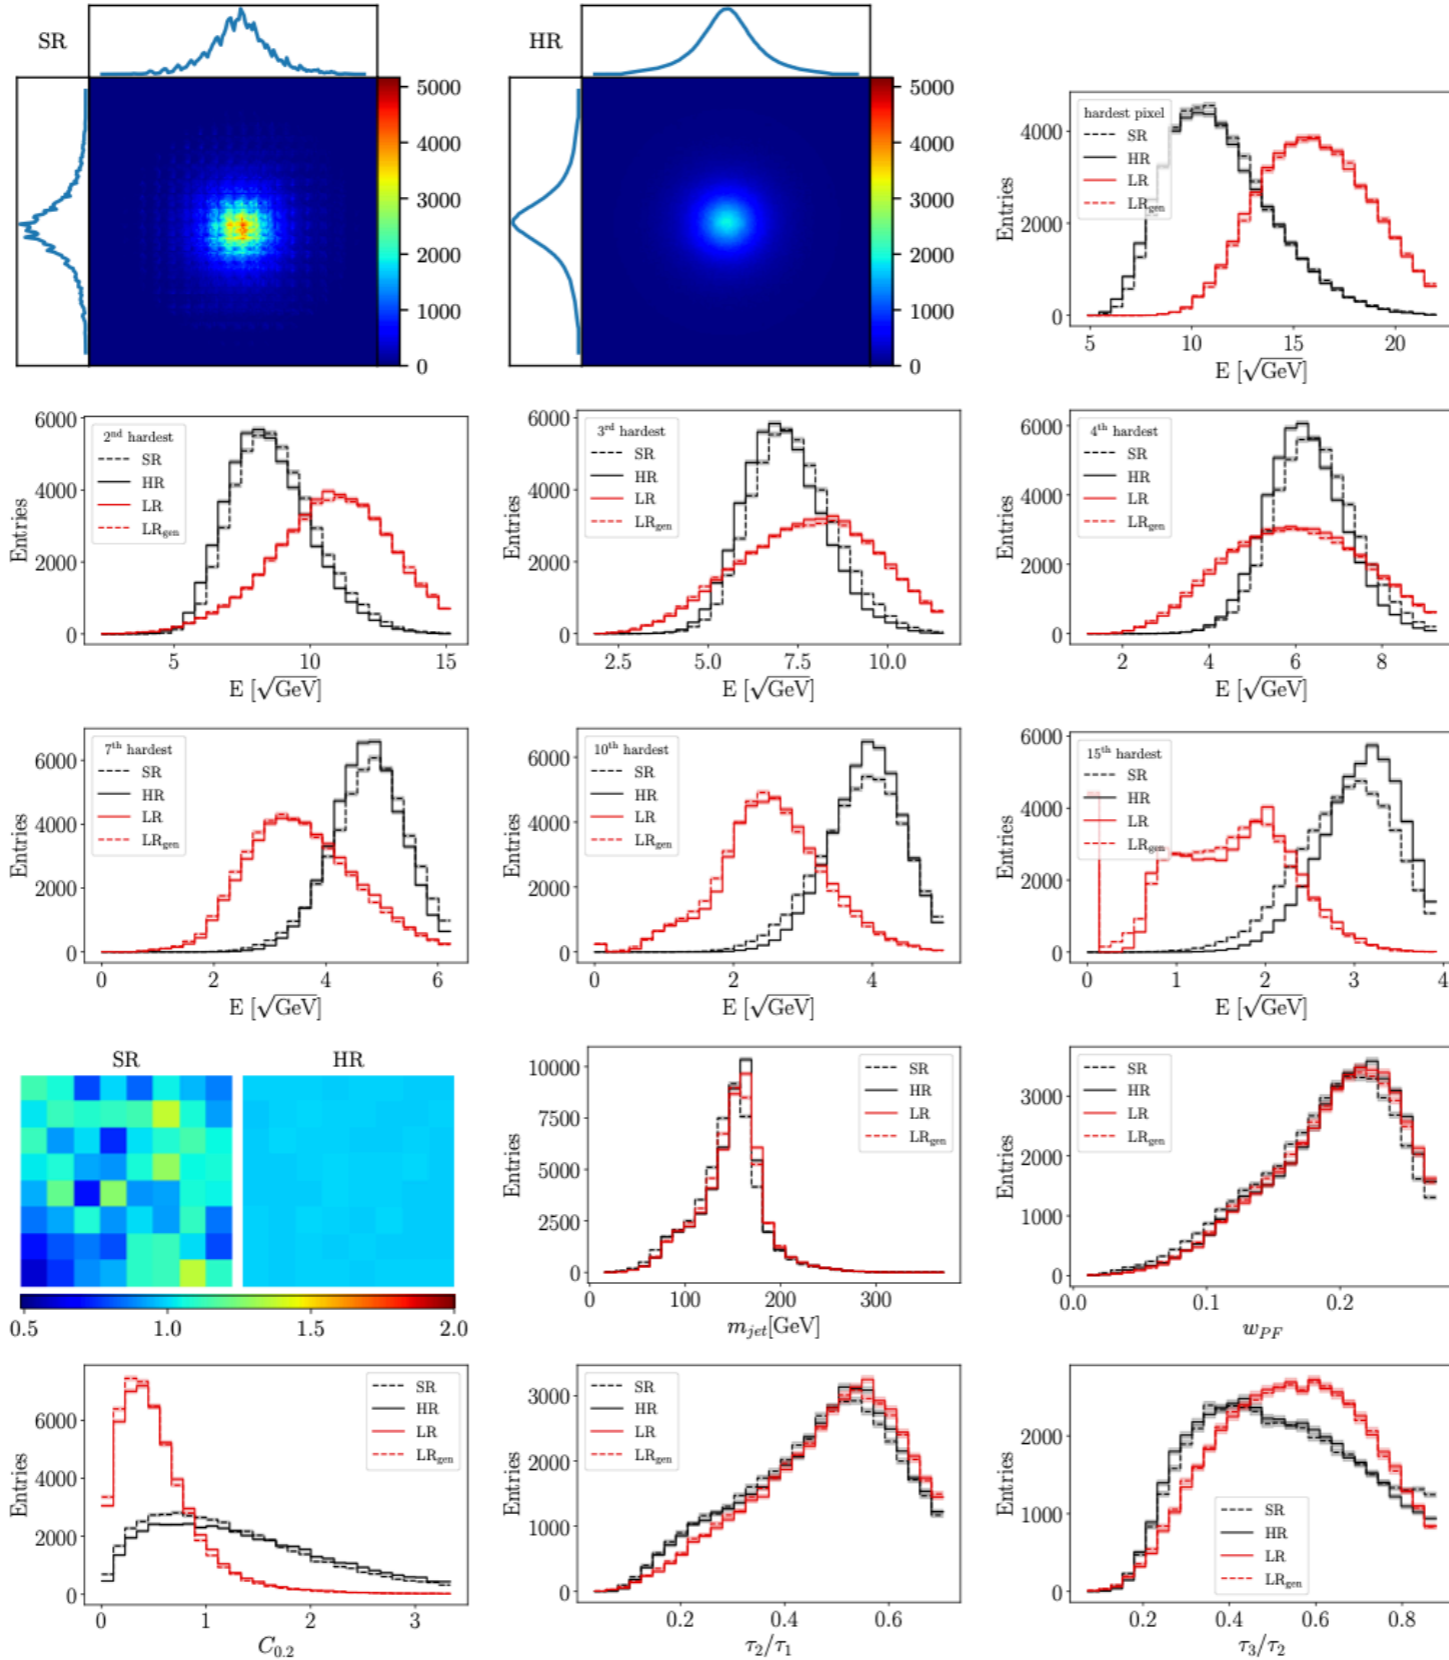 SR
5000
4000
3000
2000
1000
0
HR
5000
4000
3000
2000
1000
0
hardest pixel
SR
HR
LR
LRgen
Entries
4000
2000
0
5 10 15 20
E [√GeV]
2nd hardest
SR
HR
LR
LRgen
Entries
6000
4000
2000
0
5 10 15
E [√GeV]
3rd hardest
SR
HR
LR
LRgen
Entries
6000
4000
2000
0
2.5 5.0 7.5 10.0
E [√GeV]
4th hardest
SR
HR
LR
LRgen
Entries
6000
4000
2000
0
2 4 6 8
E [√GeV]
7th hardest
SR
HR
LR
LRgen
Entries
6000
4000
2000
0
0 2 4 6
E [√GeV]
10th hardest
SR
HR
LR
LRgen
Entries
6000
4000
2000
0
0 2 4
E [√GeV]
15th hardest
SR
HR
LR
LRgen
Entries
6000
4000
2000
0
0 1 2 3 4
E [√GeV]
SR HR
0.5 1.0 1.5 2.0
SR
HR
LR
LRgen
Entries
10000
7500
5000
2500
0
0 100 200 300
mjet[GeV]
SR
HR
LR
LRgen
Entries
3000
2000
1000
0
0.0 0.1 0.2
wPF
SR
HR
LR
LRgen
Entries
6000
4000
2000
0
0 1 2 3
C0.2
SR
HR
LR
LRgen
Entries
3000
2000
1000
0
0.2 0.4 0.6
τ2/τ1
SR
HR
LR
LRgen
Entries
2000
1000
0
0.2 0.4 0.6 0.8
τ3/τ2